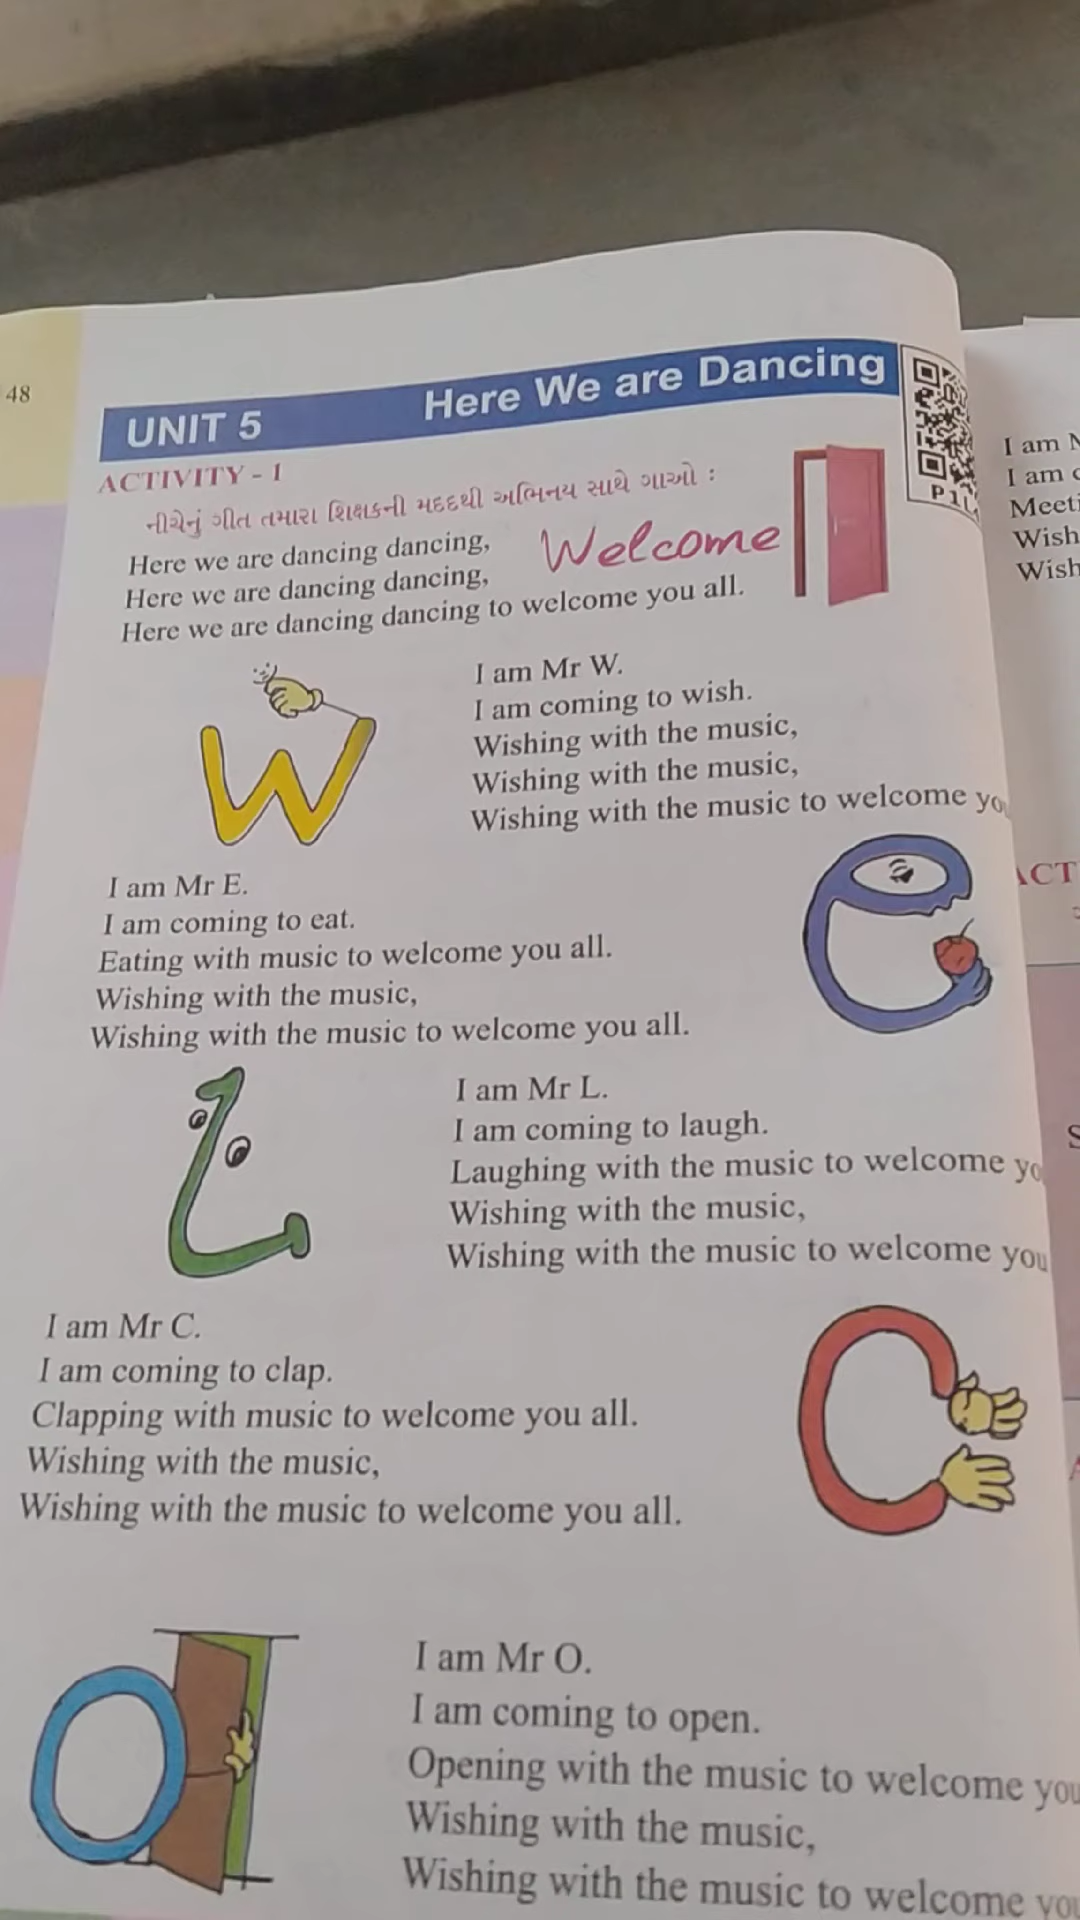 48
UNIT 5 Here We are Dancing
ACTIVITY - 1
નીચેનું ગીત તમારા શિક્ષકની મદદથી અભિનય સાથે ગાઓ :
Here we are dancing dancing,
Here we are dancing dancing,
Here we are dancing dancing to welcome you all.
Welcome
I am Mr W.
I am coming to wish.
Wishing with the music,
Wishing with the music,
Wishing with the music to welcome
I am Mr E.
I am coming to eat.
Eating with music to welcome you all.
Wishing with the music,
Wishing with the music to welcome you all.
I am Mr L.
I am coming to laugh.
Laughing with the music to welcome
Wishing with the music,
Wishing with the music to welcome you
I am Mr C.
I am coming to clap.
Clapping with music to welcome you all.
Wishing with the music,
Wishing with the music to welcome you all.
I am Mr O.
I am coming to open.
Opening with the music to welcome you
Wishing with the music,
Wishing with the music to welcome you
I am
I am
Wish
Wish